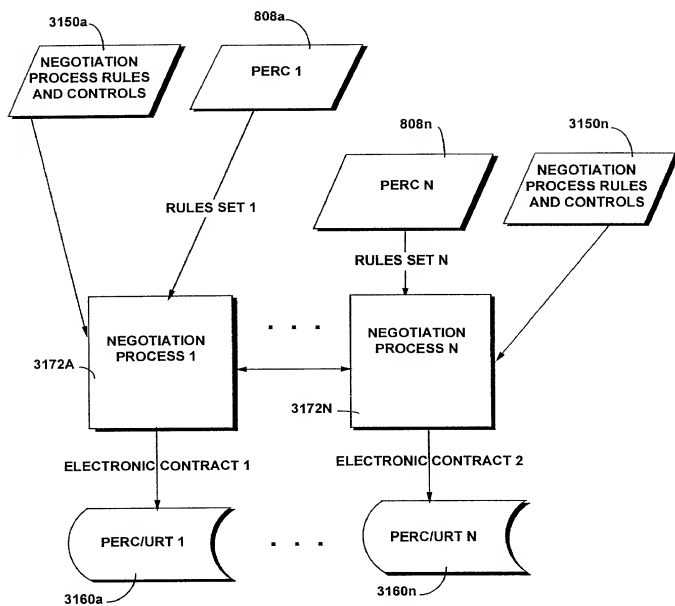 3150a
808a
NEGOTIATION
PROCESS RULES
AND CONTROLS
PERC 1
808n
3150n
PERC N
NEGOTIATION
PROCESS RULES
AND CONTROLS
RULES SET 1
RULES SET N
NEGOTIATION
PROCESS 1
. . .
NEGOTIATION
PROCESS N
3172A
3172N
ELECTRONIC CONTRACT 1
ELECTRONIC CONTRACT 2
PERC/URT 1
. . .
PERC/URT N
3160a
3160n